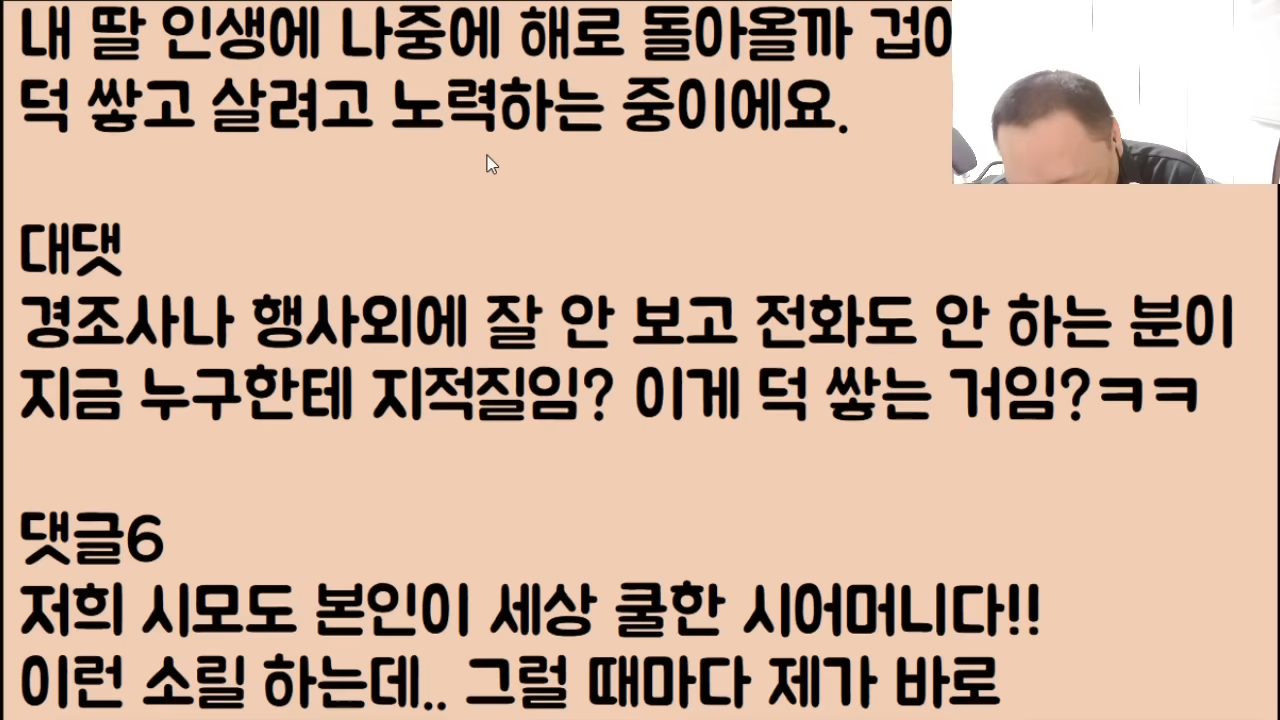 내 딸 인생에 나중에 해로 돌아올까
덕 쌓고 살려고 노력하는 중이에요.
대댓
경조사나 행사외에 잘 안 보고 전화도 안 하는 분이
지금 누구한테 지적질임? 이게 덕 쌓는 거임?ㅋㅋ
댓글6
저희 시모도 본인이 세상 쿨한 시어머니다!!
이런 소릴 하는데.. 그럴 때마다 제가 바로